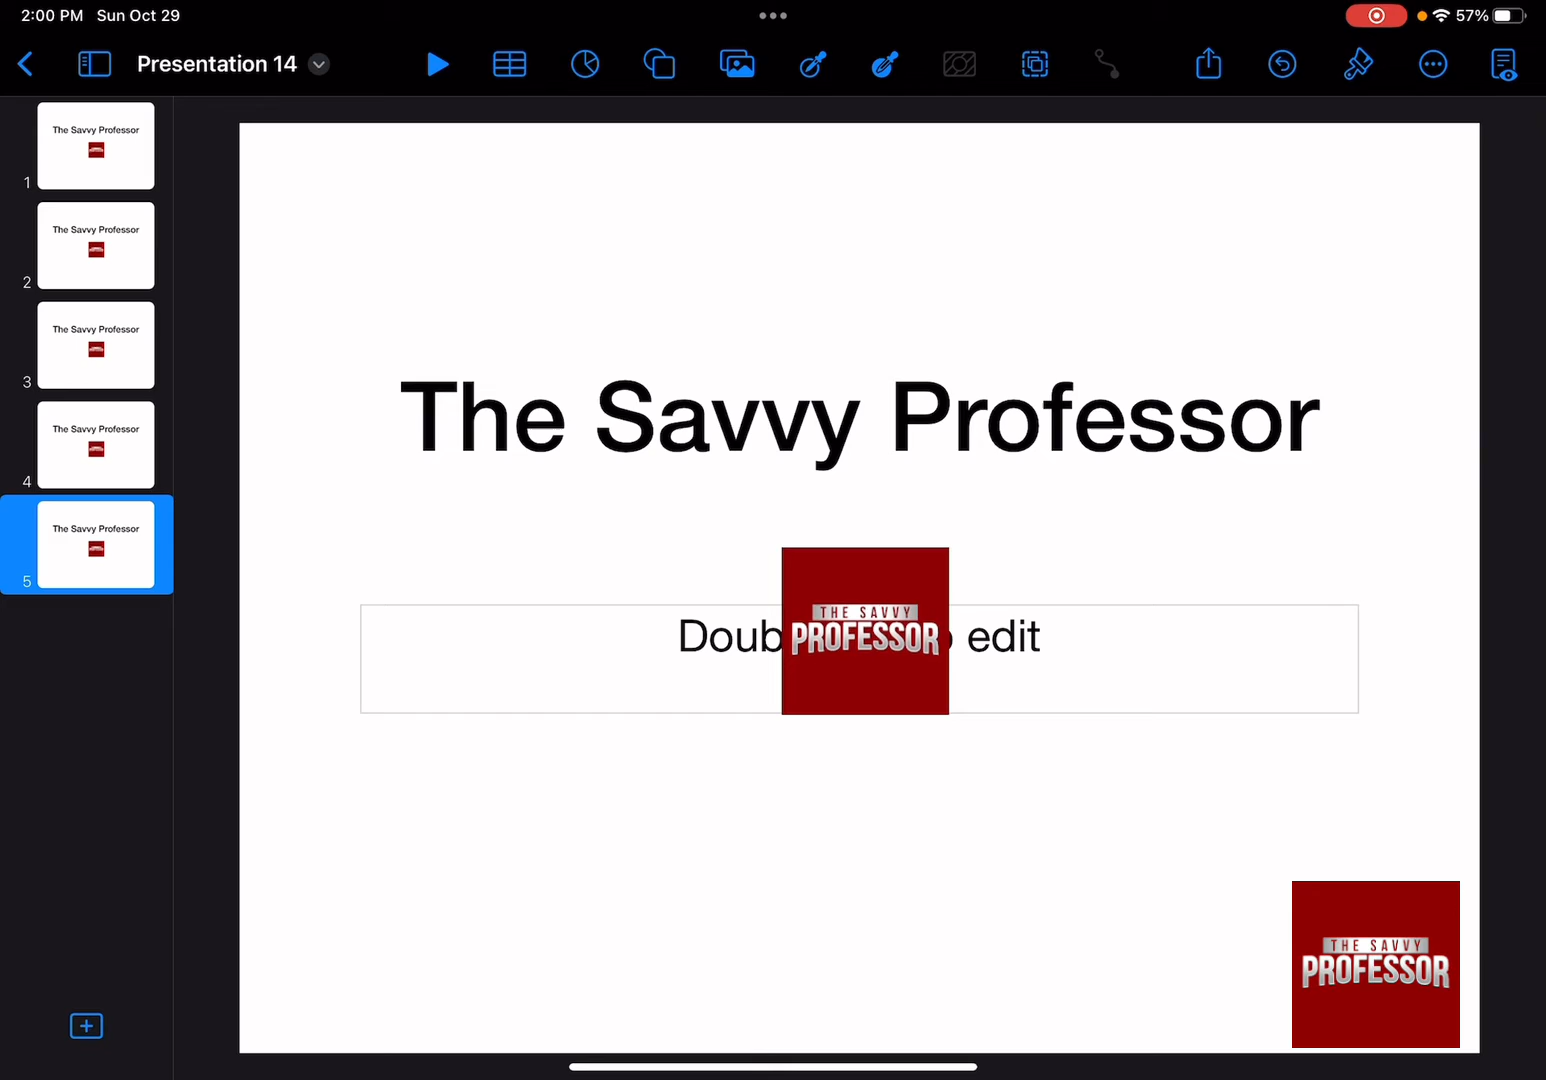 2:00 PM Sun Oct 29
57%
Presentation 14
The Savvy Professor
1
The Savvy Professor
2
The Savvy Professor
3
The Savvy Professor
4
The Savvy Professor
5
The Savvy Professor
Doub edit
THE SAVVY
PROFESSOR
THE SAVVY
PROFESSOR